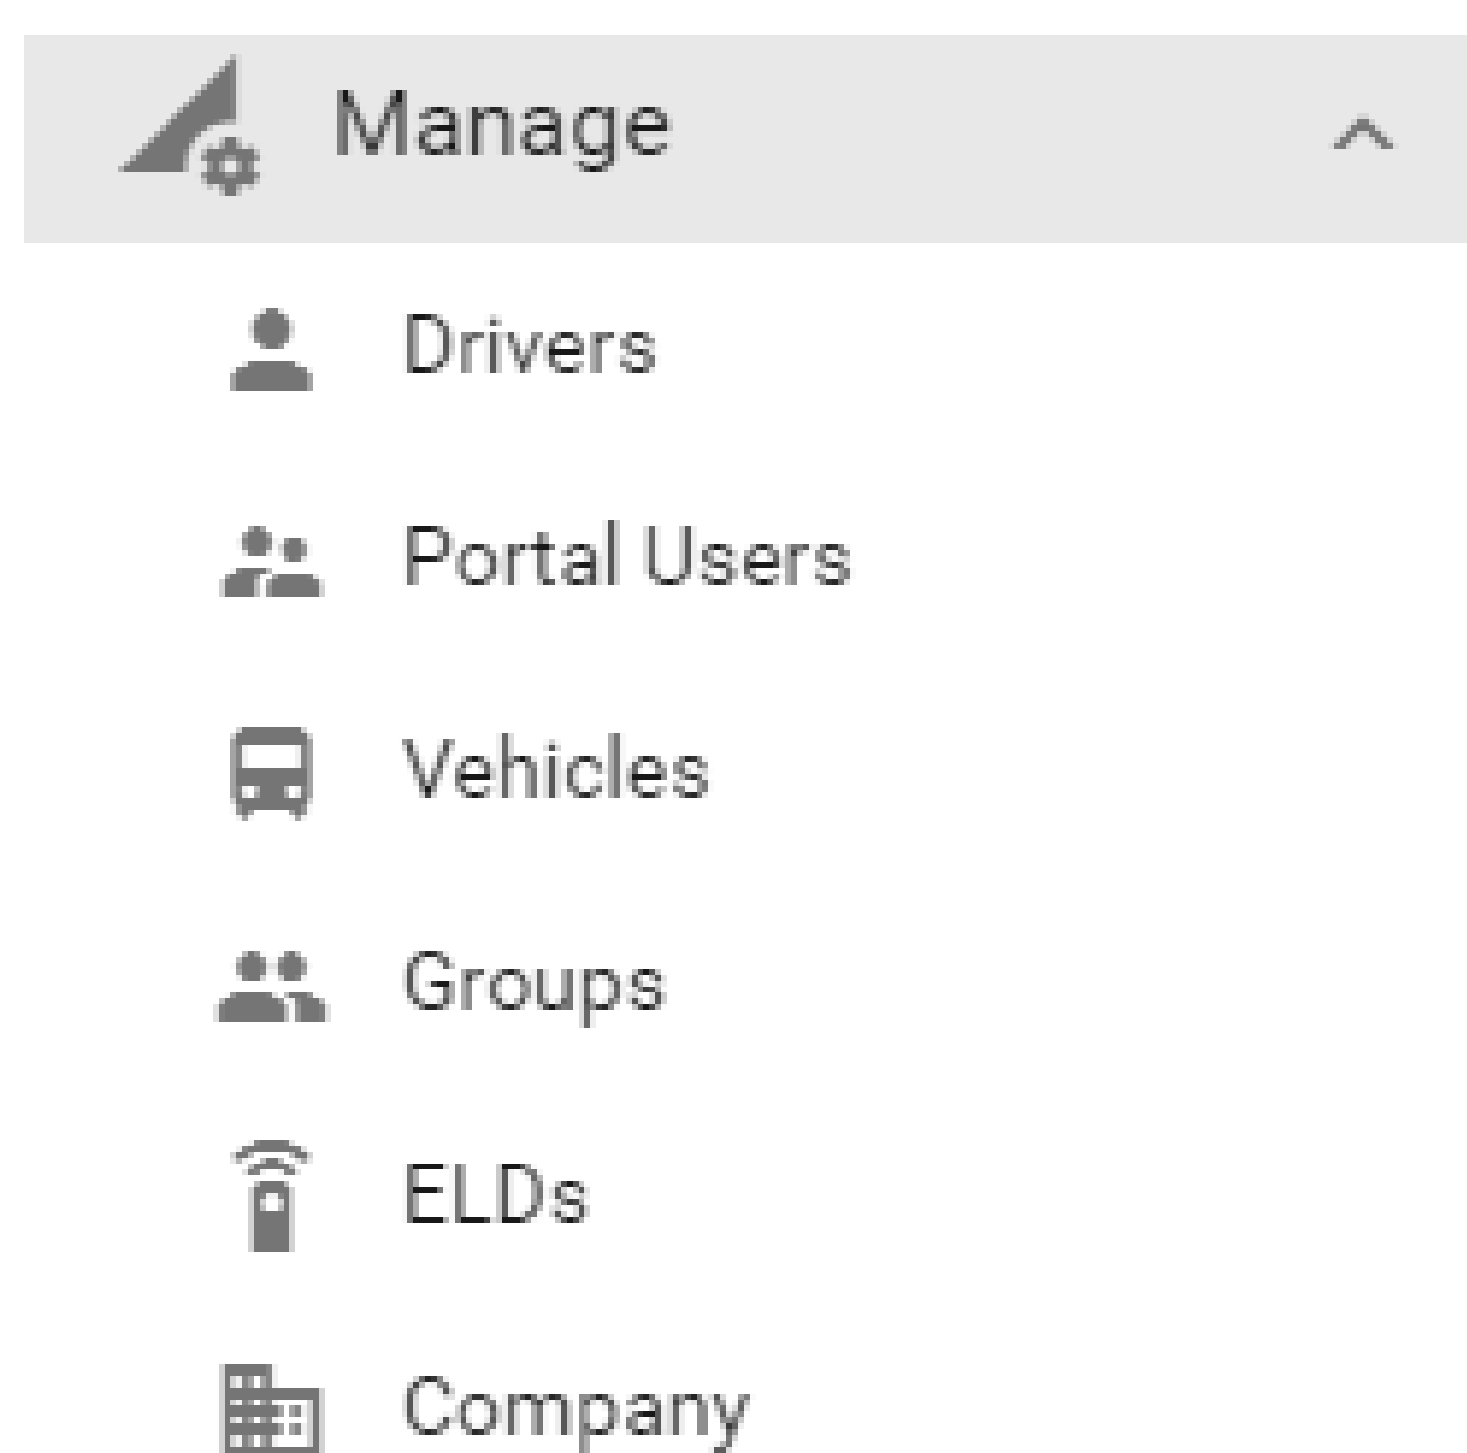 Manage
Drivers
Portal Users
Vehicles
Groups
ELDs
Company